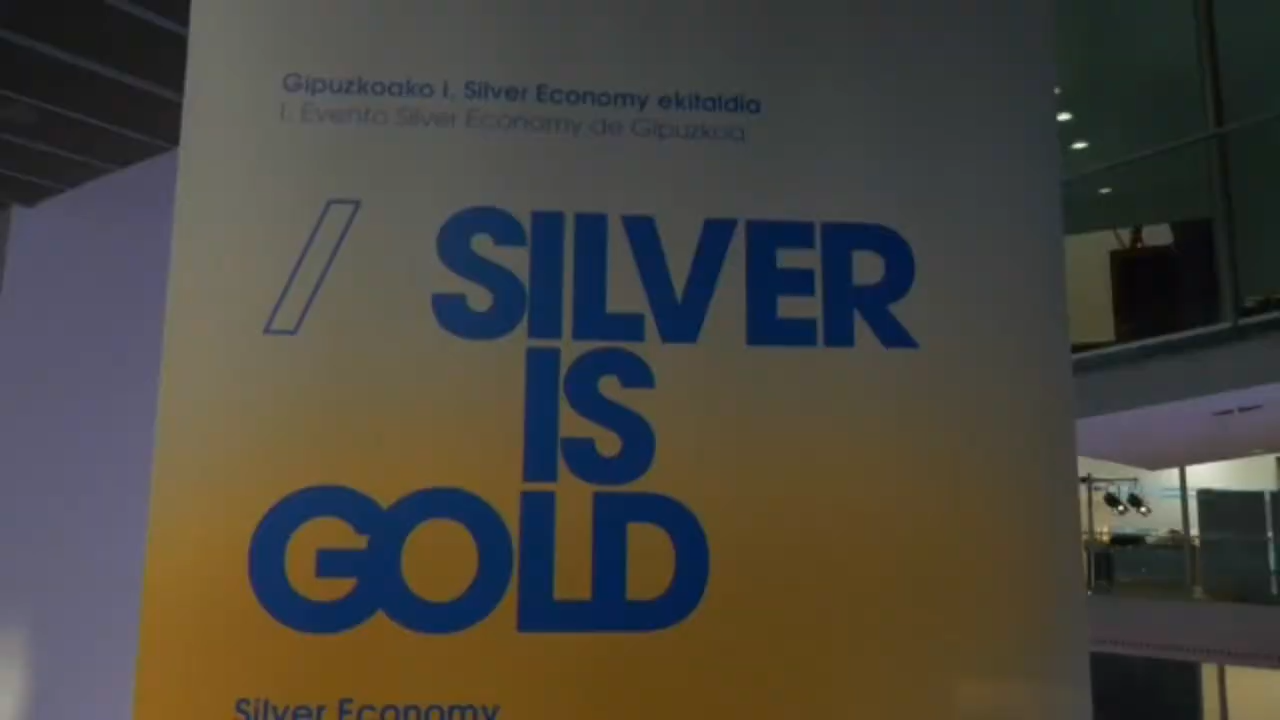 Gipuzkoako I. Silver Economy ekitaldia
I. Evento Silver Economy de Gipuzkoa
/ SILVER
IS
GOLD
Silver Economy